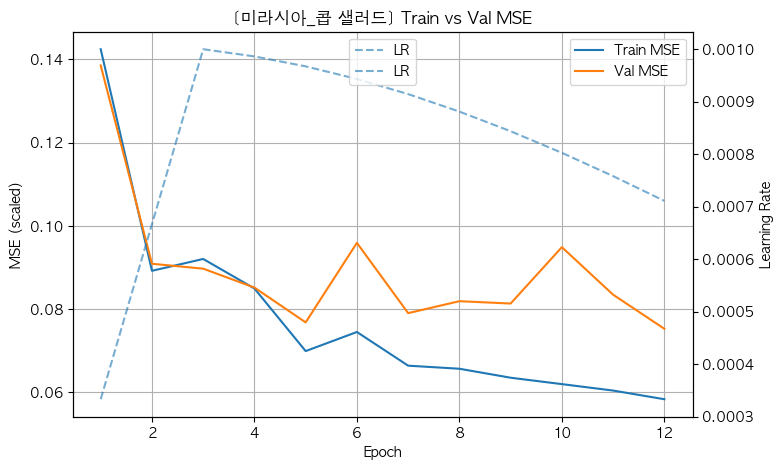 [미라시아_콥 샐러드] Train vs Val MSE
LR
LR
Train MSE
Val MSE
MSE (scaled)
0.14
0.12
0.10
0.08
0.06
0.0010
0.0009
0.0008
0.0007
0.0006
0.0005
0.0004
0.0003
Learning Rate
2 4 6 8 10 12
Epoch